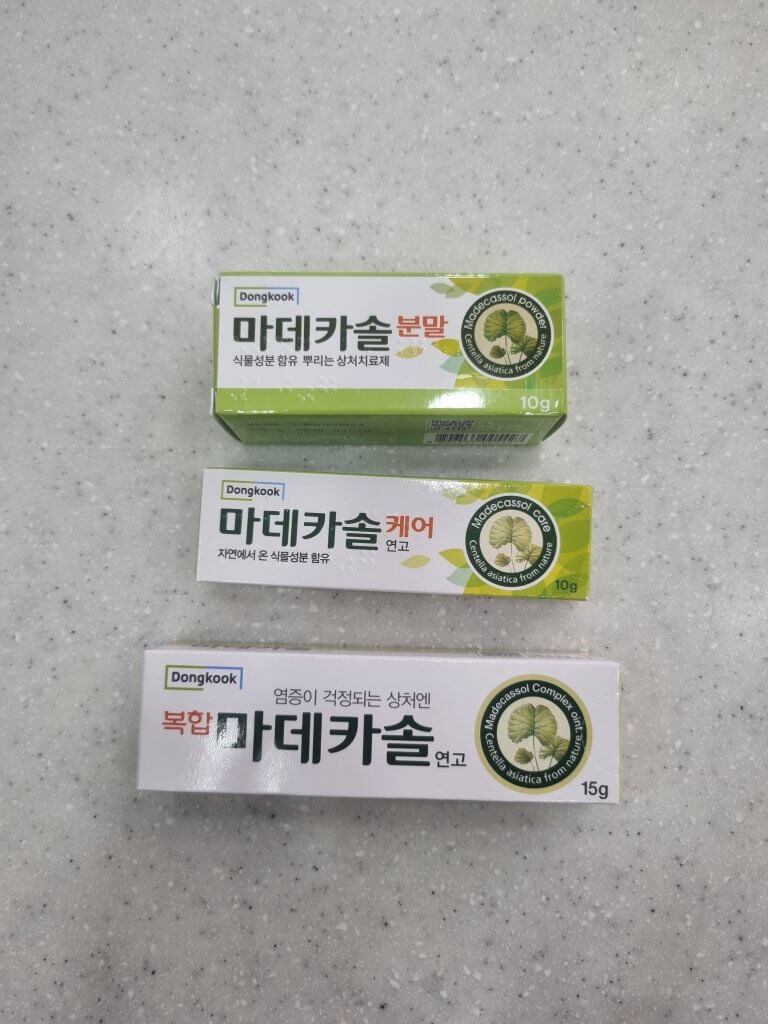 Dongkook
마데카솔 분말
식물성분 함유 뿌리는 상처치료제
Madecassol powder
Centella asiatica from nature
10g
Dongkook
마데카솔 케어 연고
자연에서 온 식물성분 함유
Madecassol care
Centella asiatica from nature
10g
Dongkook
염증이 걱정되는 상처엔
복합 마데카솔 연고
Madecassol Complex oint.
Centella asiatica from nature
15g